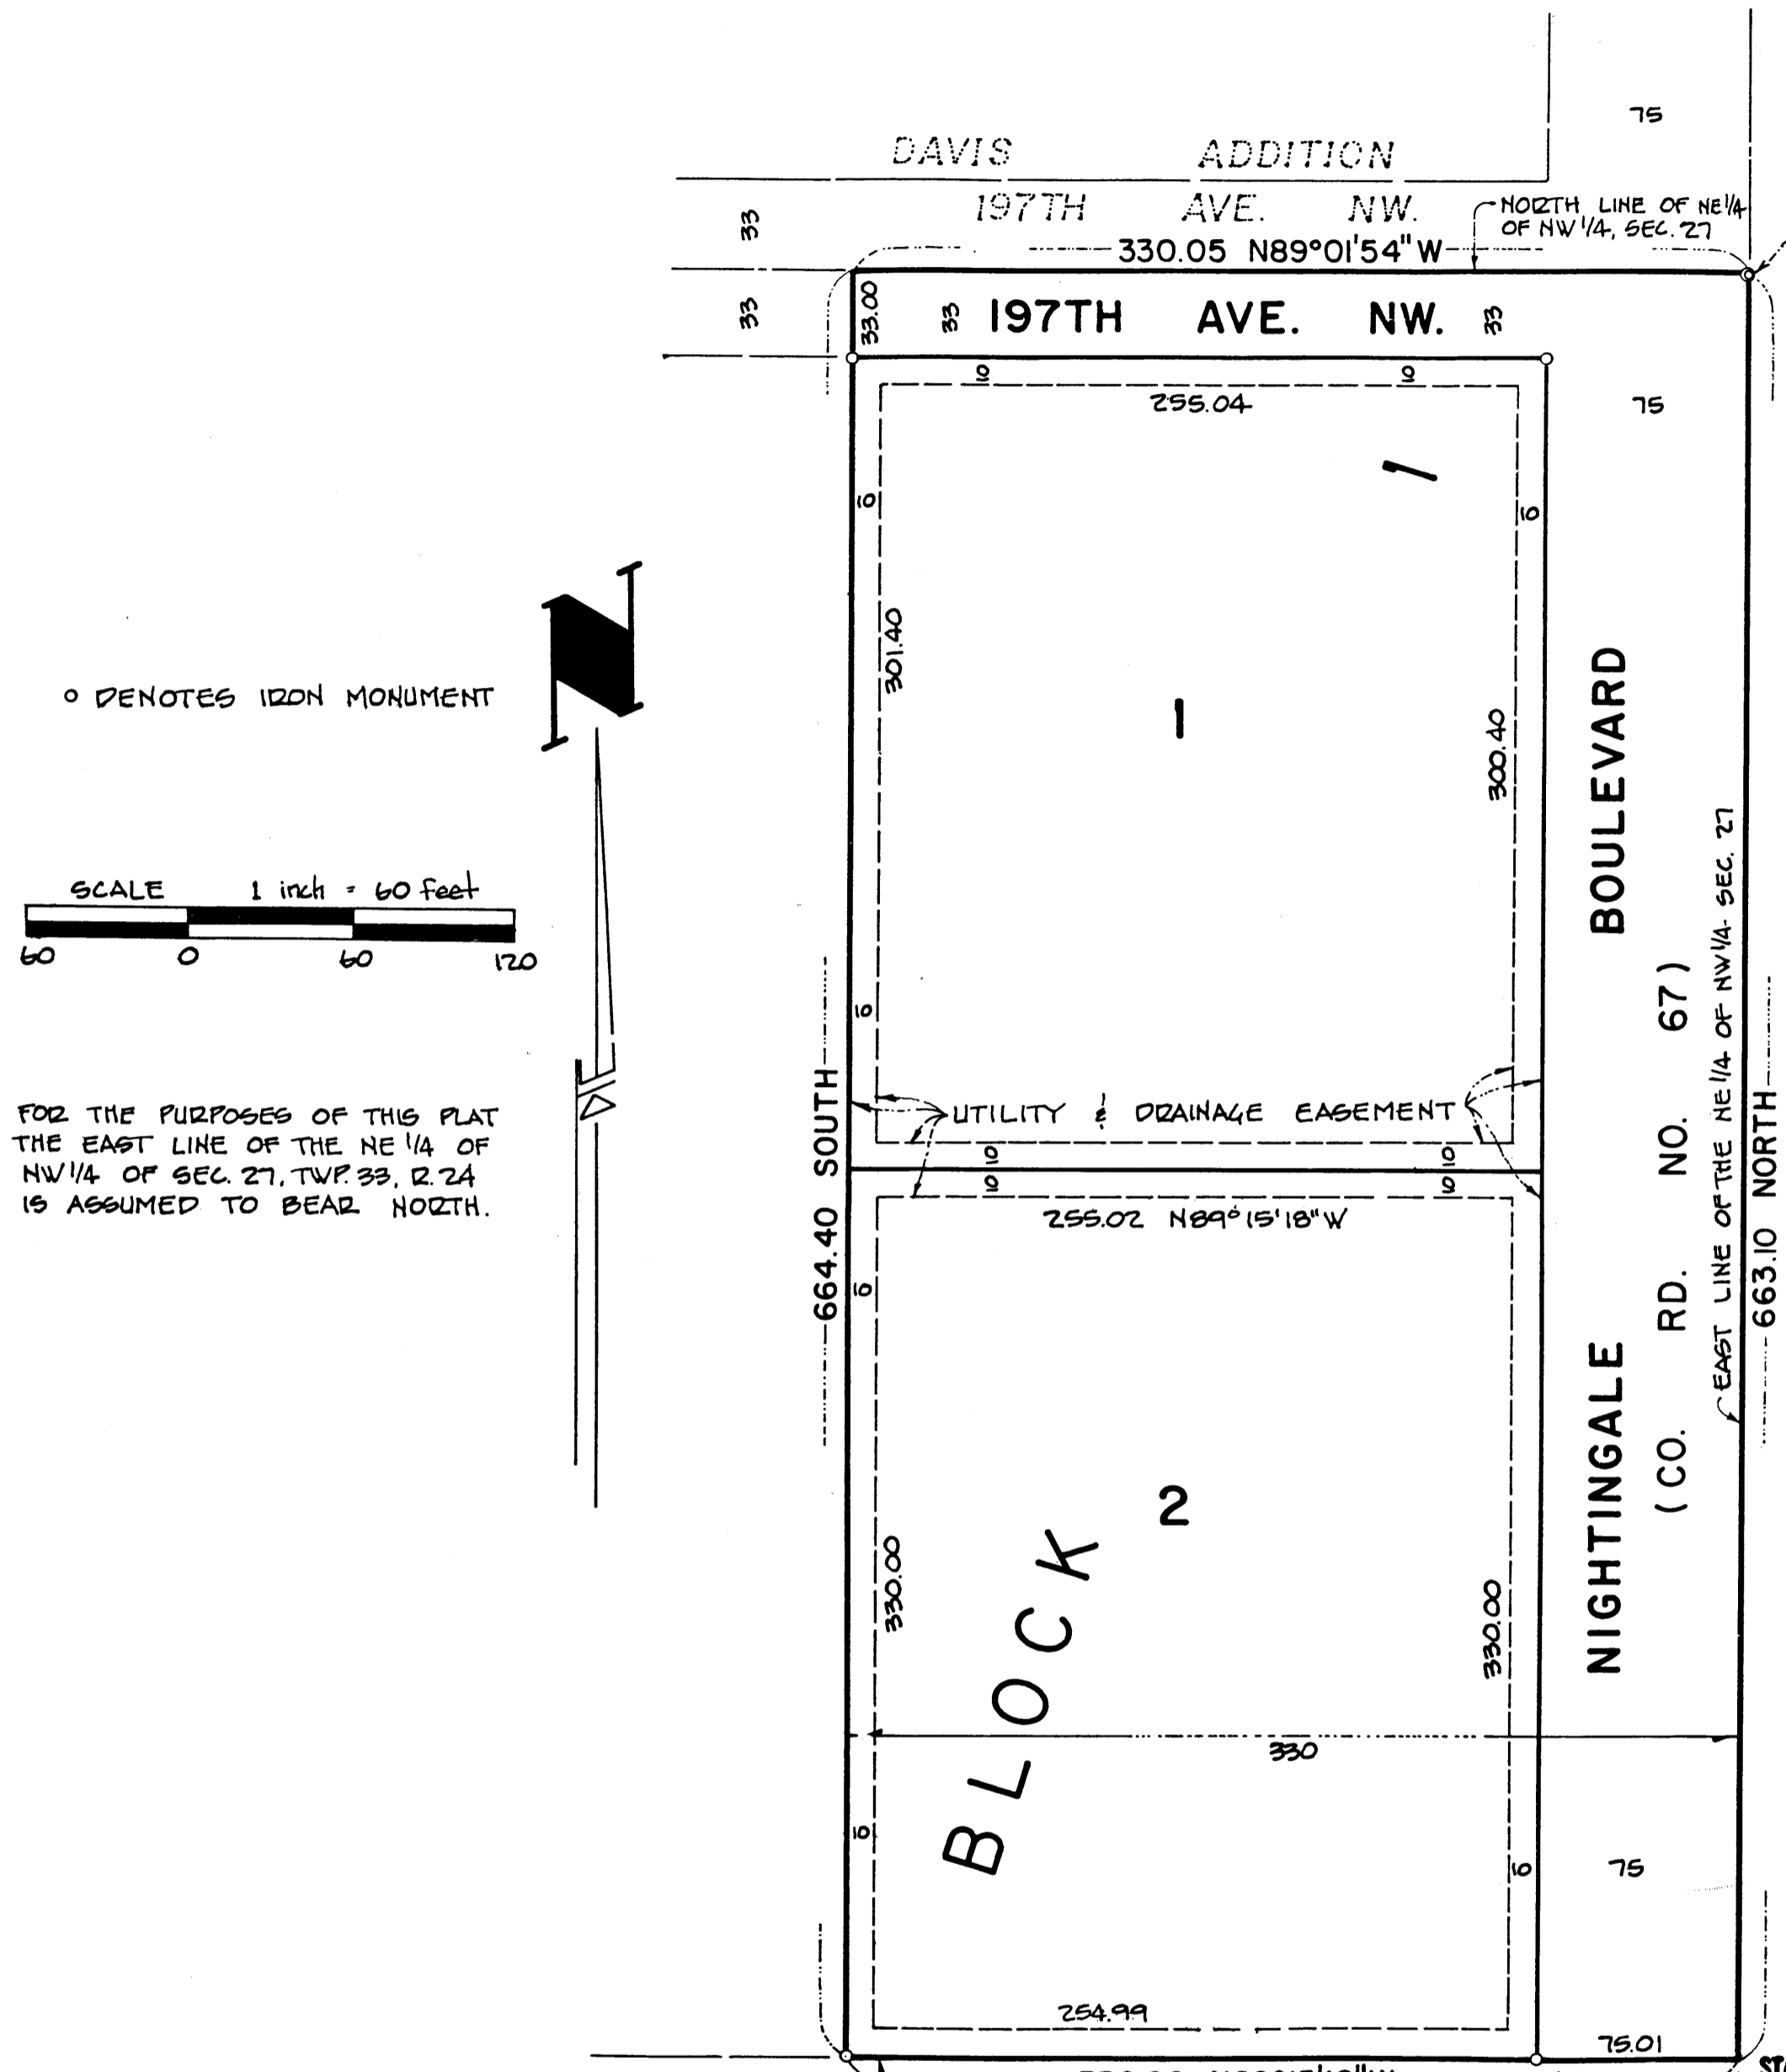 75
DAVIS ADDITION
33
197TH AVE. NW.
NORTH LINE OF NE 1/4
OF NW 1/4, SEC. 27
330.05 N89°01'54"W
33
33.00
33
197TH AVE. NW.
33
10
10
255.04
75
1
10
10
301.40
1
300.40
○ DENOTES IRON MONUMENT
N
SCALE 1 inch = 60 feet
60 0 60 120
FOR THE PURPOSES OF THIS PLAT
THE EAST LINE OF THE NE 1/4 OF
NW 1/4 OF SEC. 27, TWP. 33, R. 24
IS ASSUMED TO BEAR NORTH.
10
664.40 SOUTH
UTILITY & DRAINAGE EASEMENT
10
10
10
10
255.02 N89°15'18"W
10
NIGHTINGALE BOULEVARD
(CO. RD. NO. 67)
EAST LINE OF THE NE 1/4 OF NW 1/4 SEC. 27
663.10 NORTH
2
BLOCK
330.00
330.00
330
10
10
75
254.99
75.01